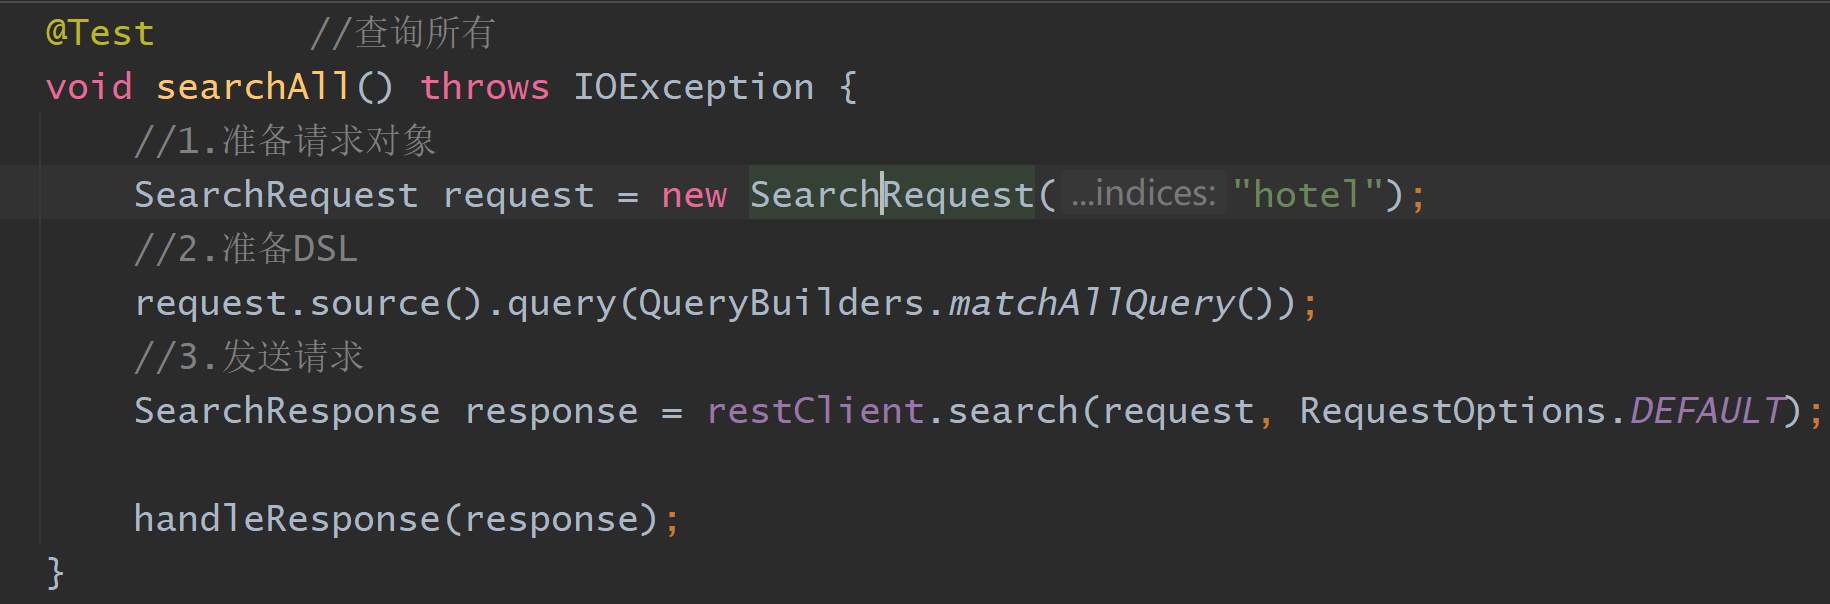 @Test //查询所有
void searchAll() throws IOException {
//1.准备请求对象
SearchRequest request = new SearchRequest( ...indices: "hotel");
//2.准备DSL
request.source().query(QueryBuilders.matchAllQuery());
//3.发送请求
SearchResponse response = restClient.search(request, RequestOptions.DEFAULT);
handleResponse(response);
}